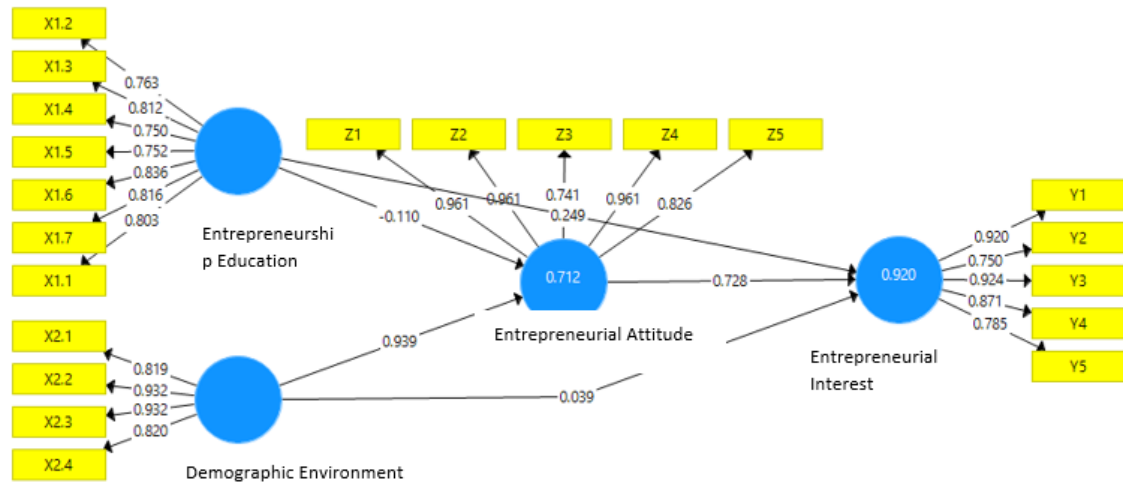 X1.2
X1.3
X1.4
X1.5
X1.6
X1.7
X1.1
0.763
0.812
0.750
0.752
0.836
0.816
0.803
Entrepreneurshi
p Education
Z1
Z2
Z3
Z4
Z5
0.961
0.961
0.741
0.961
0.826
-0.110
0.249
0.712
0.728
0.920
Entrepreneurial Attitude
0.939
0.039
Y1
Y2
Y3
Y4
Y5
0.920
0.750
0.924
0.871
0.785
Entrepreneurial
Interest
X2.1
X2.2
X2.3
X2.4
0.819
0.932
0.932
0.820
Demographic Environment